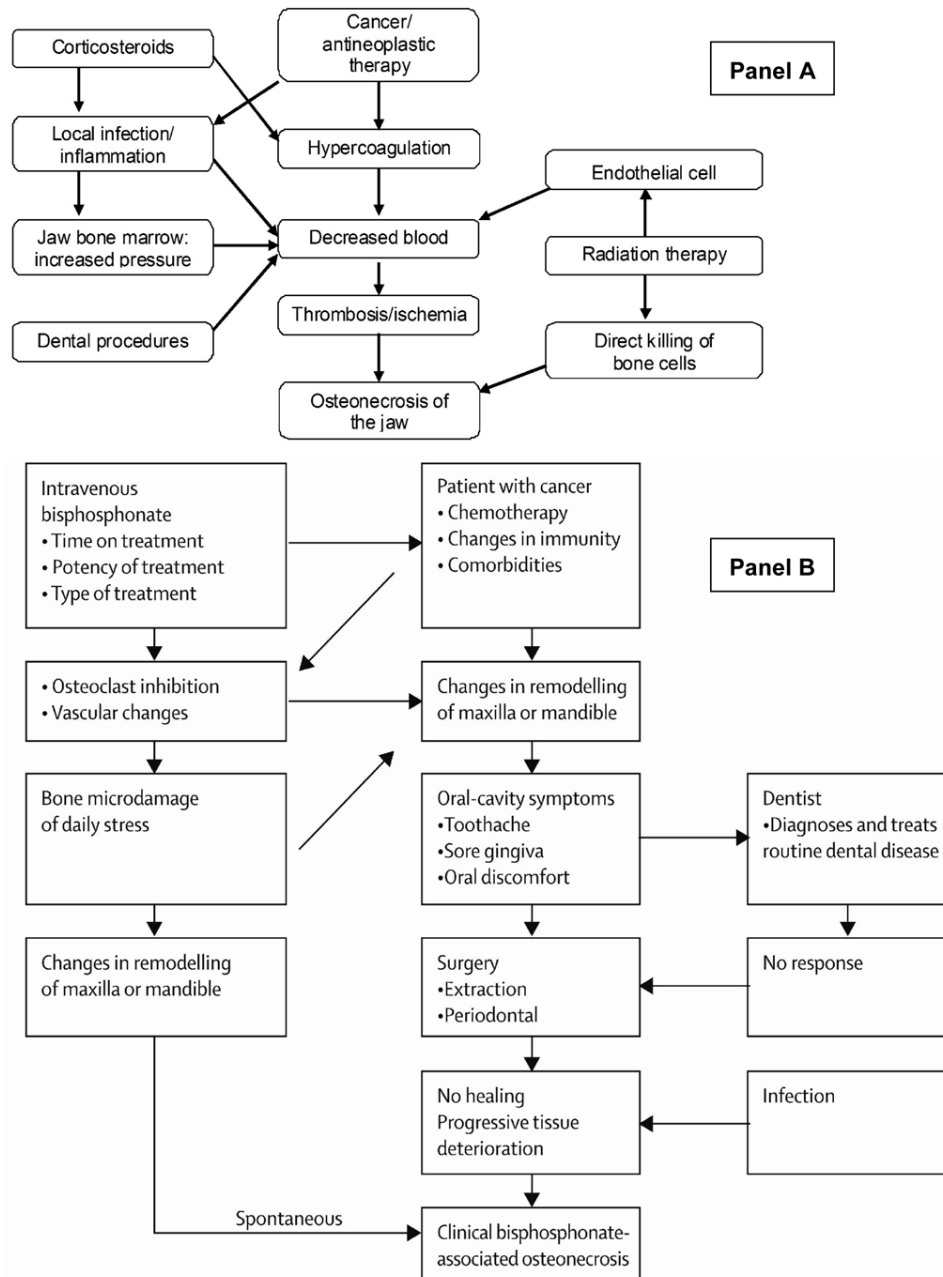 Corticosteroids
Cancer/
antineoplastic
therapy
Panel A
Local infection/
inflammation
Hypercoagulation
Endothelial cell
Jaw bone marrow:
increased pressure
Decreased blood
Radiation therapy
Dental procedures
Thrombosis/ischemia
Direct killing of
bone cells
Osteonecrosis of
the jaw
Intravenous
bisphosphonate
• Time on treatment
• Potency of treatment
• Type of treatment
Patient with cancer
• Chemotherapy
• Changes in immunity
• Comorbidities
Panel B
• Osteoclast inhibition
• Vascular changes
Changes in remodelling
of maxilla or mandible
Bone microdamage
of daily stress
Oral-cavity symptoms
•Toothache
•Sore gingiva
•Oral discomfort
Dentist
•Diagnoses and treats
routine dental disease
Changes in remodelling
of maxilla or mandible
Surgery
•Extraction
•Periodontal
No response
No healing
Progressive tissue
deterioration
Infection
Spontaneous
Clinical bisphosphonate-
associated osteonecrosis